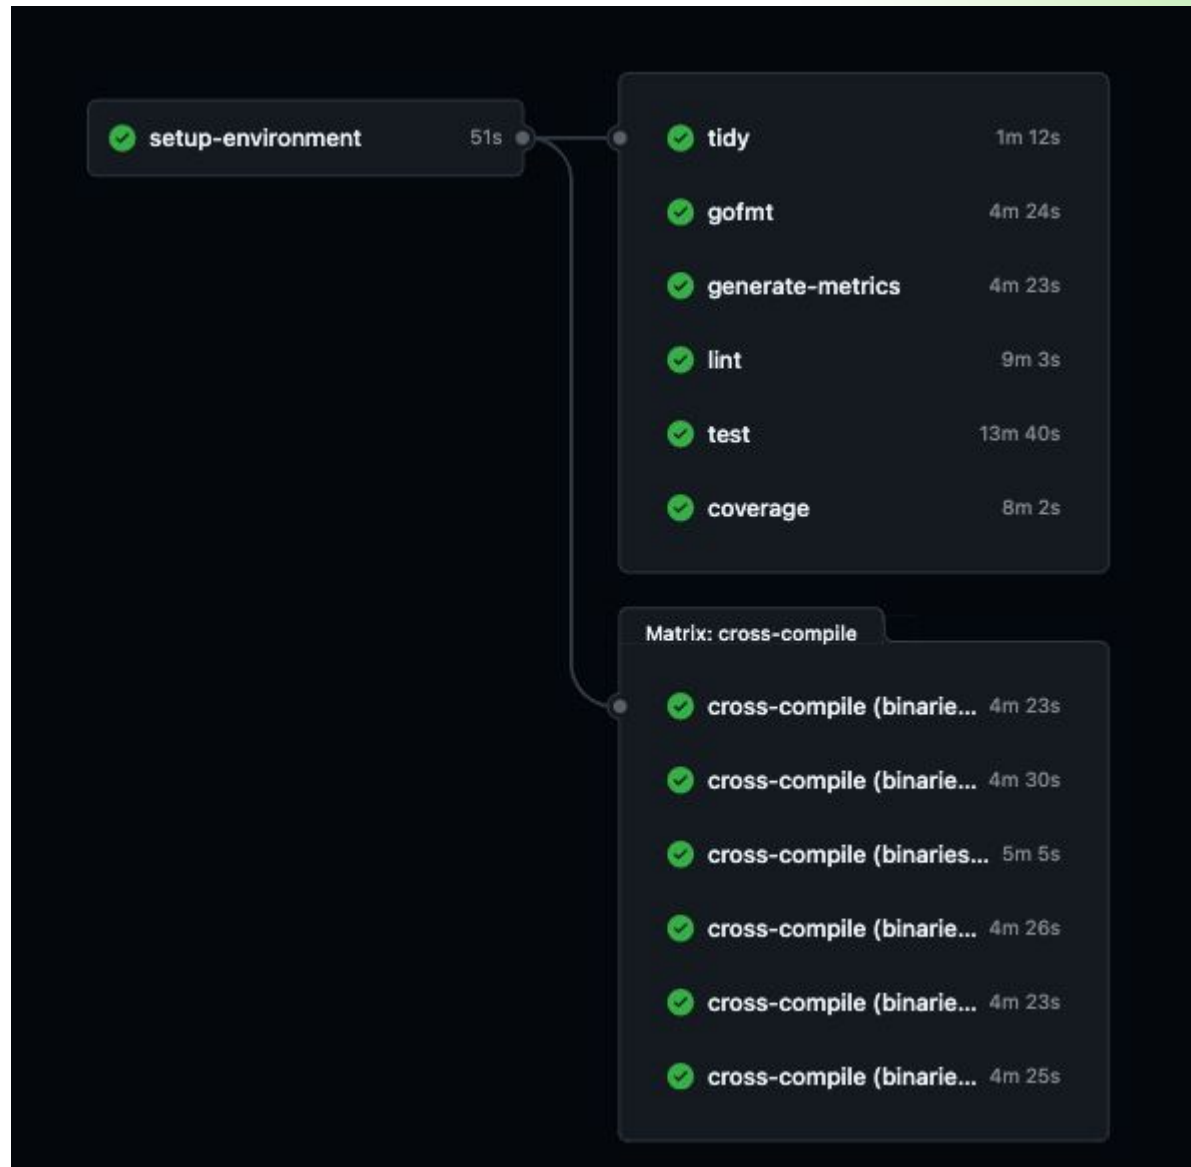 setup-environment 51s
tidy 1m 12s
gofmt 4m 24s
generate-metrics 4m 23s
lint 9m 3s
test 13m 40s
coverage 8m 2s
Matrix: cross-compile
cross-compile (binarie... 4m 23s
cross-compile (binarie... 4m 30s
cross-compile (binaries... 5m 5s
cross-compile (binarie... 4m 26s
cross-compile (binarie... 4m 23s
cross-compile (binarie... 4m 25s